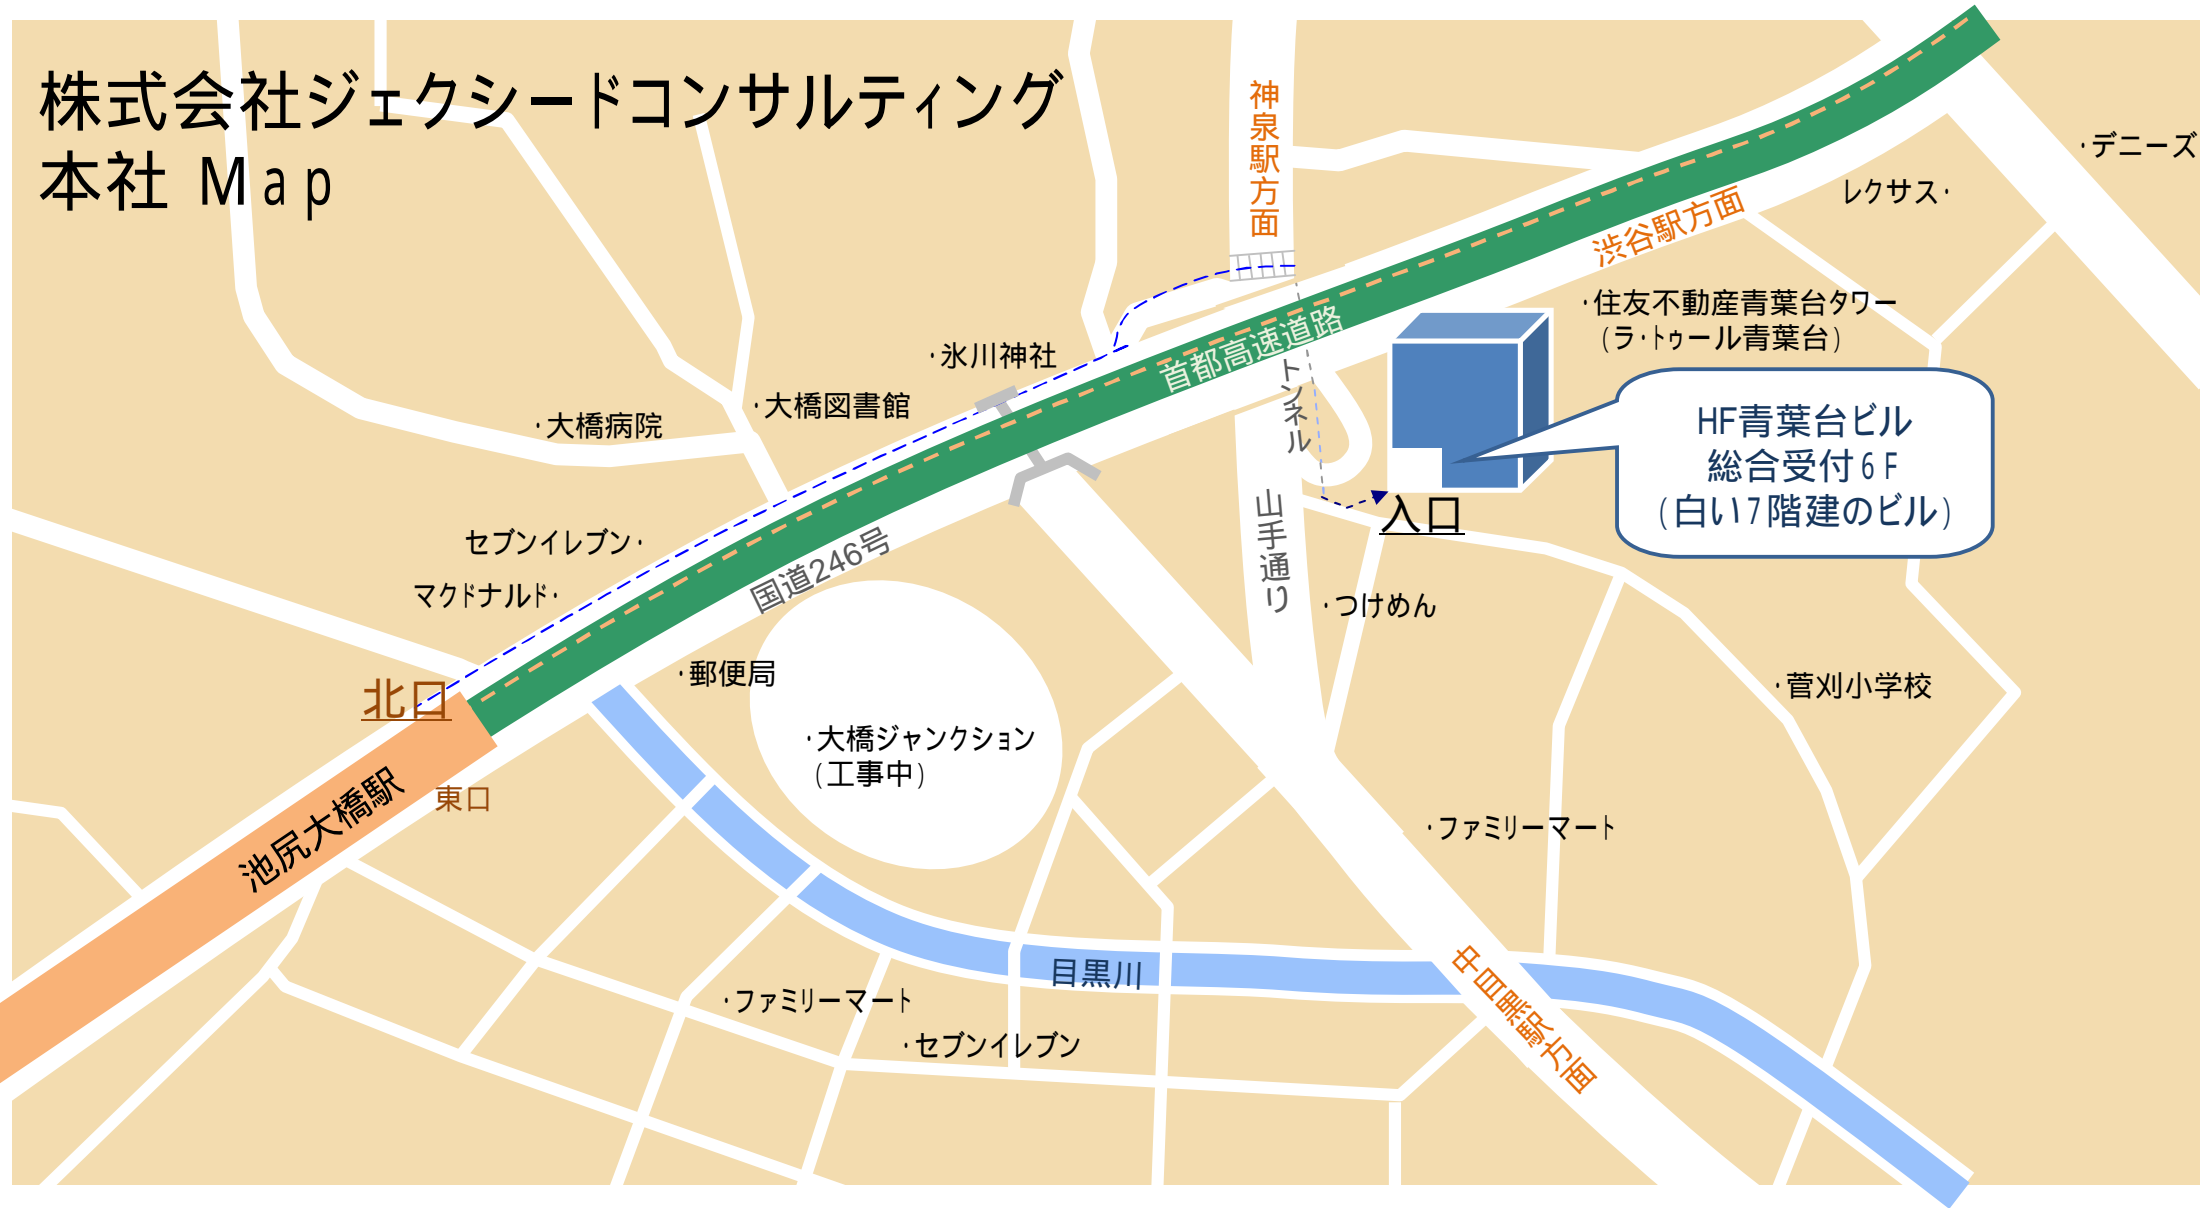 株式会社ジェクシードコンサルティング
本社 Map
神泉駅方面
・デニーズ
レクサス・
渋谷駅方面
・住友不動産青葉台タワー
(ラ・トゥール青葉台)
首都高速道路
トンネル
・氷川神社
・大橋図書館
・大橋病院
HF青葉台ビル
総合受付6F
(白い7階建のビル)
入口
山手通り
セブンイレブン・
国道246号
マクドナルド・
・つけめん
・郵便局
・菅刈小学校
北口
・大橋ジャンクション
(工事中)
東口
池尻大橋駅
・ファミリーマート
目黒川
中目黒駅方面
・ファミリーマート
・セブンイレブン